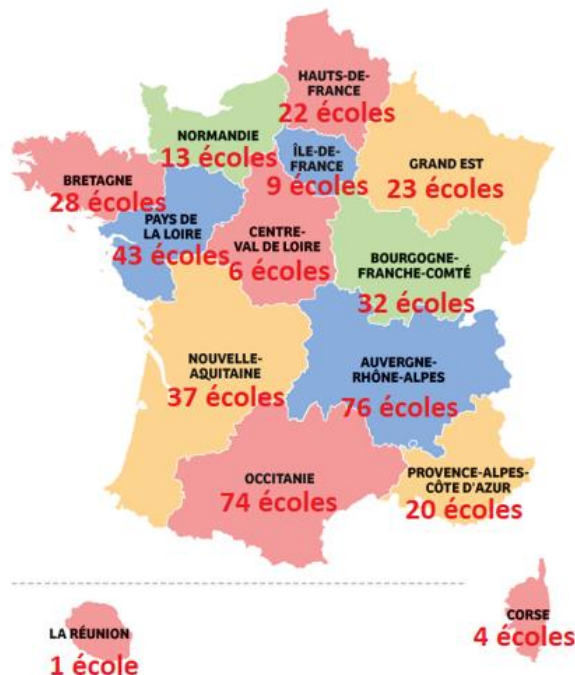 HAUTS-DE-
FRANCE
22 écoles
NORMANDIE
13 écoles
ÎLE-DE-
FRANCE
9 écoles
GRAND EST
23 écoles
BRETAGNE
28 écoles
PAYS DE
LA LOIRE
43 écoles
CENTRE-
VAL DE LOIRE
6 écoles
BOURGOGNE-
FRANCHE-COMTÉ
32 écoles
NOUVELLE-
AQUITAINE
37 écoles
AUVERGNE-
RHÔNE-ALPES
76 écoles
OCCITANIE
74 écoles
PROVENCE-ALPES-
CÔTE D'AZUR
20 écoles
LA RÉUNION
1 école
CORSE
4 écoles